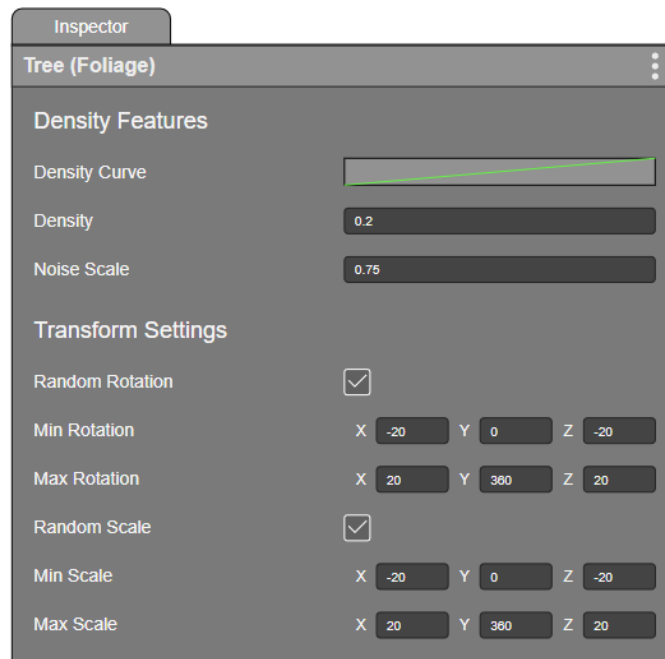 Inspector
Tree (Foliage)
Density Features
Density Curve
Density 0.2
Noise Scale 0.75
Transform Settings
Random Rotation
Min Rotation X -20 Y 0 Z -20
Max Rotation X 20 Y 360 Z 20
Random Scale
Min Scale X -20 Y 0 Z -20
Max Scale X 20 Y 360 Z 20